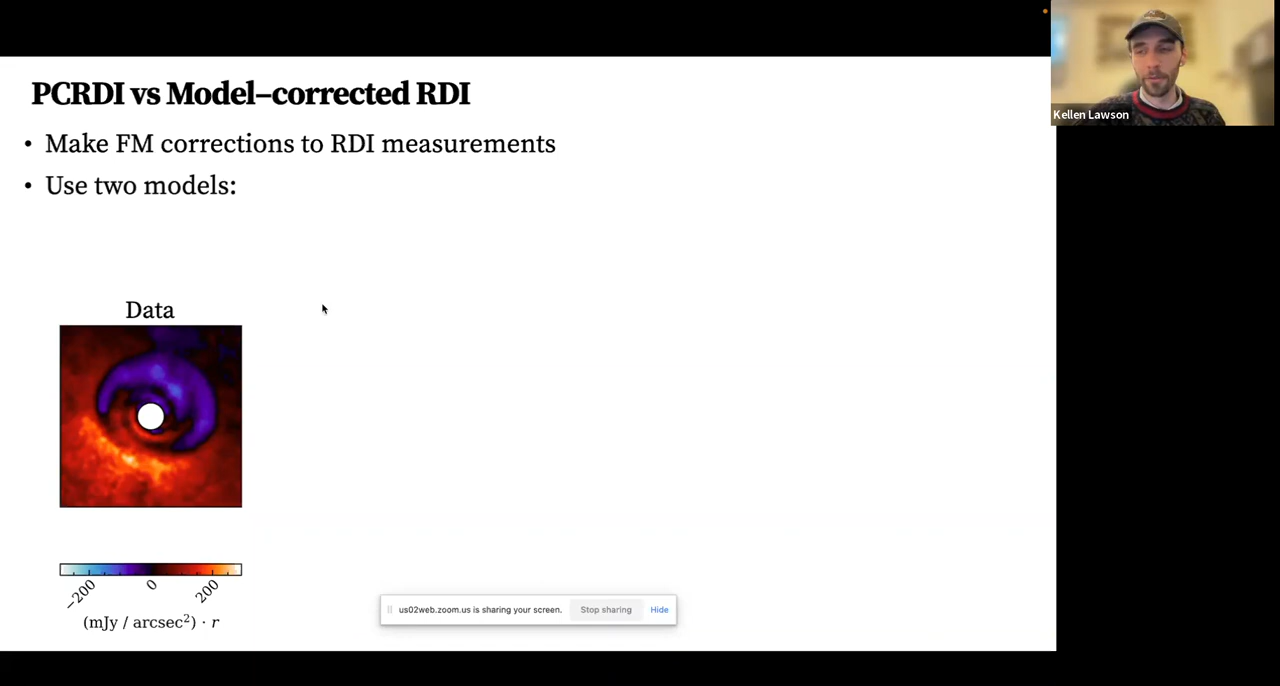 PCRDI vs Model-corrected RDI
• Make FM corrections to RDI measurements
• Use two models:
Data
−200 0 200
(mJy / arcsec²) · r
us02web.zoom.us is sharing your screen. Stop sharing Hide
Kellen Lawson